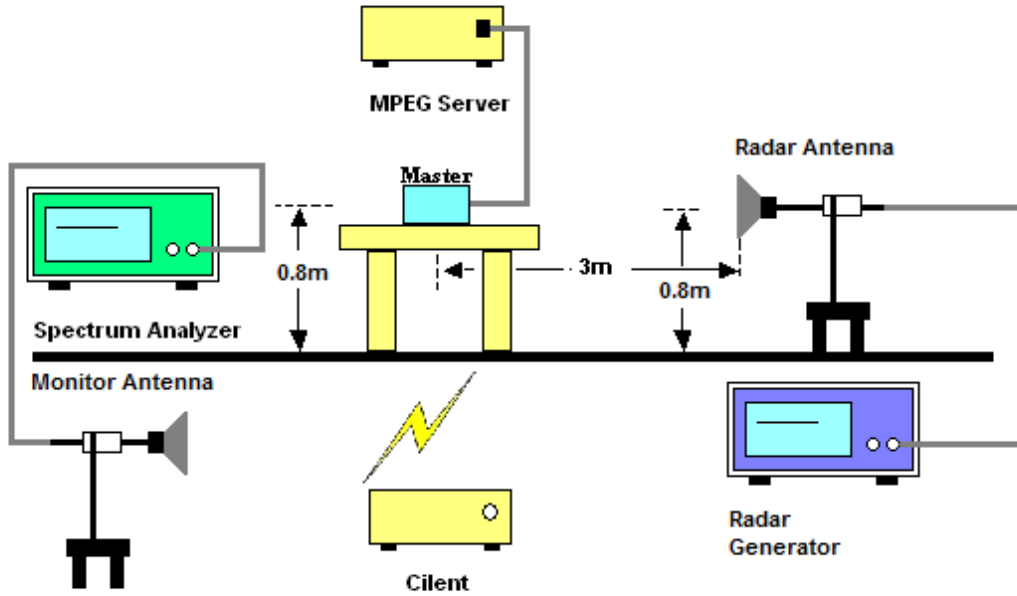 MPEG Server
Radar Antenna
Master
0.8m
3m
0.8m
Spectrum Analyzer
Monitor Antenna
Radar
Generator
Cilent